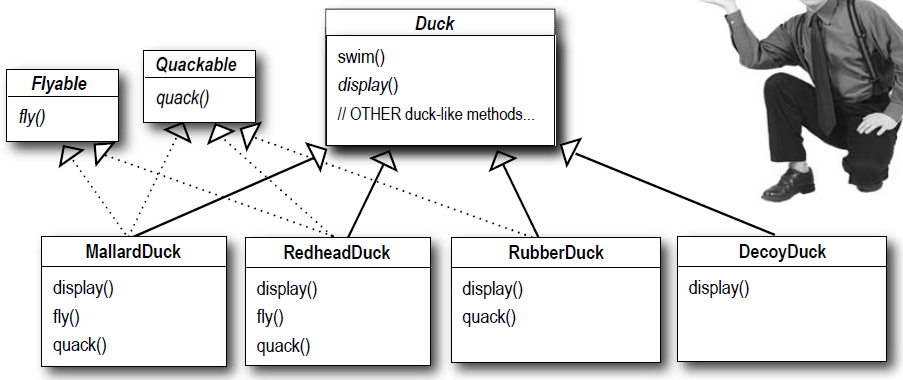 Duck
swim()
display()
// OTHER duck-like methods...
Quackable
quack()
Flyable
fly()
MallardDuck
display()
fly()
quack()
RedheadDuck
display()
fly()
quack()
RubberDuck
display()
quack()
DecoyDuck
display()